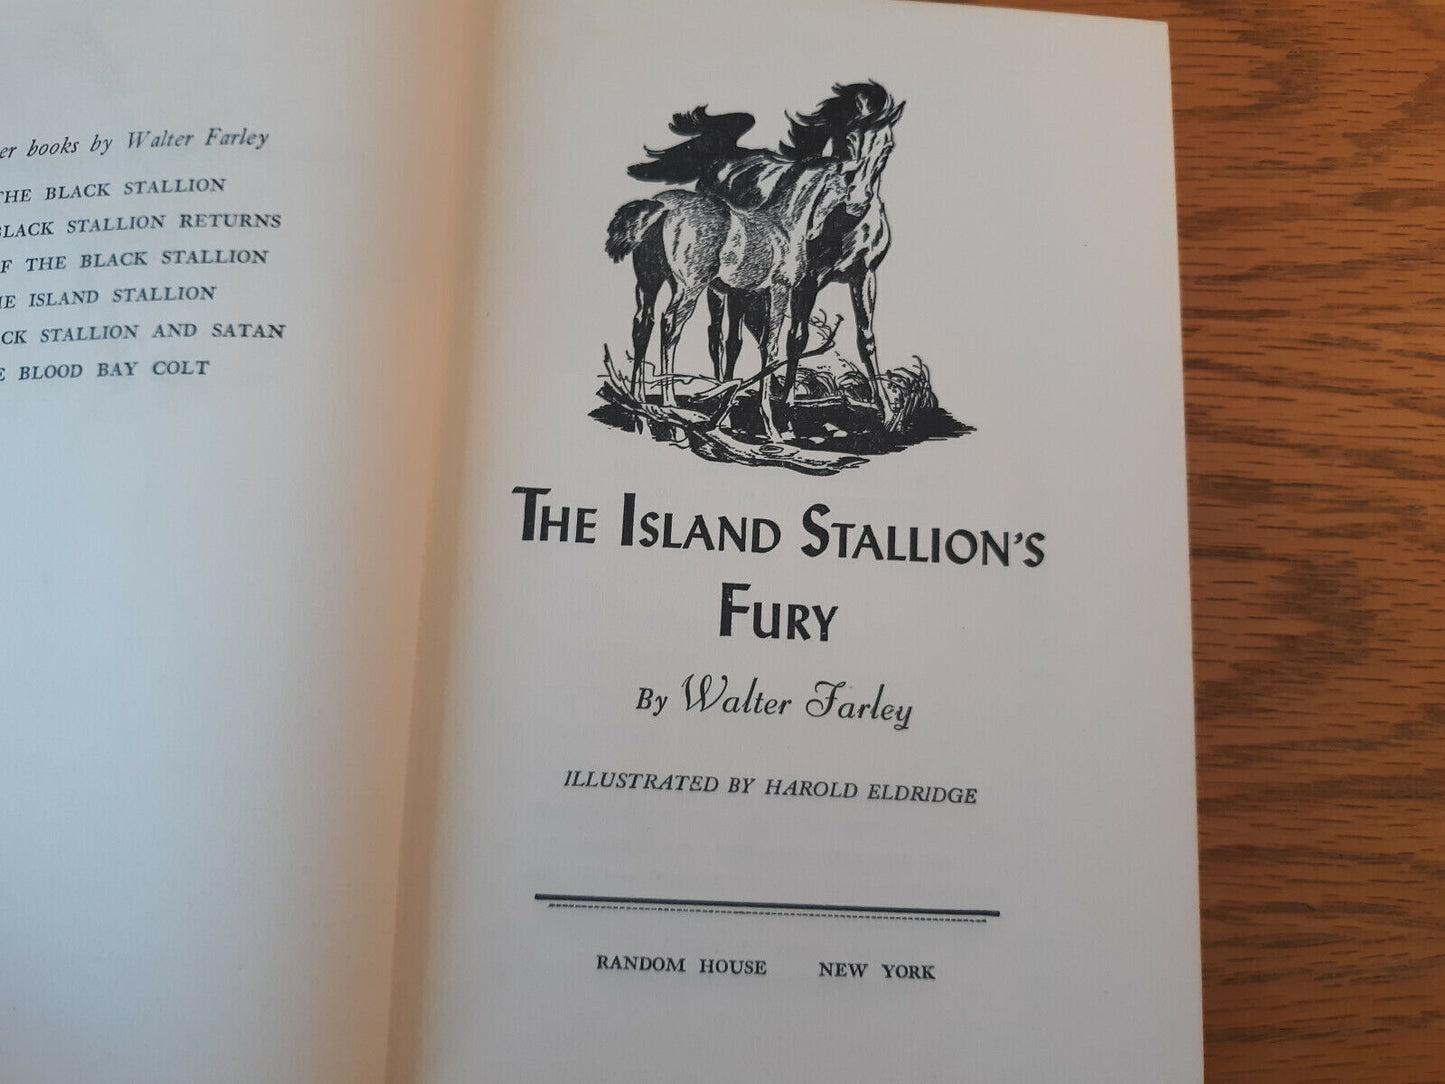 er books by Walter Farley
THE BLACK STALLION
BLACK STALLION RETURNS
F THE BLACK STALLION
HE ISLAND STALLION
CK STALLION AND SATAN
E BLOOD BAY COLT
THE ISLAND STALLION'S
FURY
By Walter Farley
ILLUSTRATED BY HAROLD ELDRIDGE
RANDOM HOUSE NEW YORK